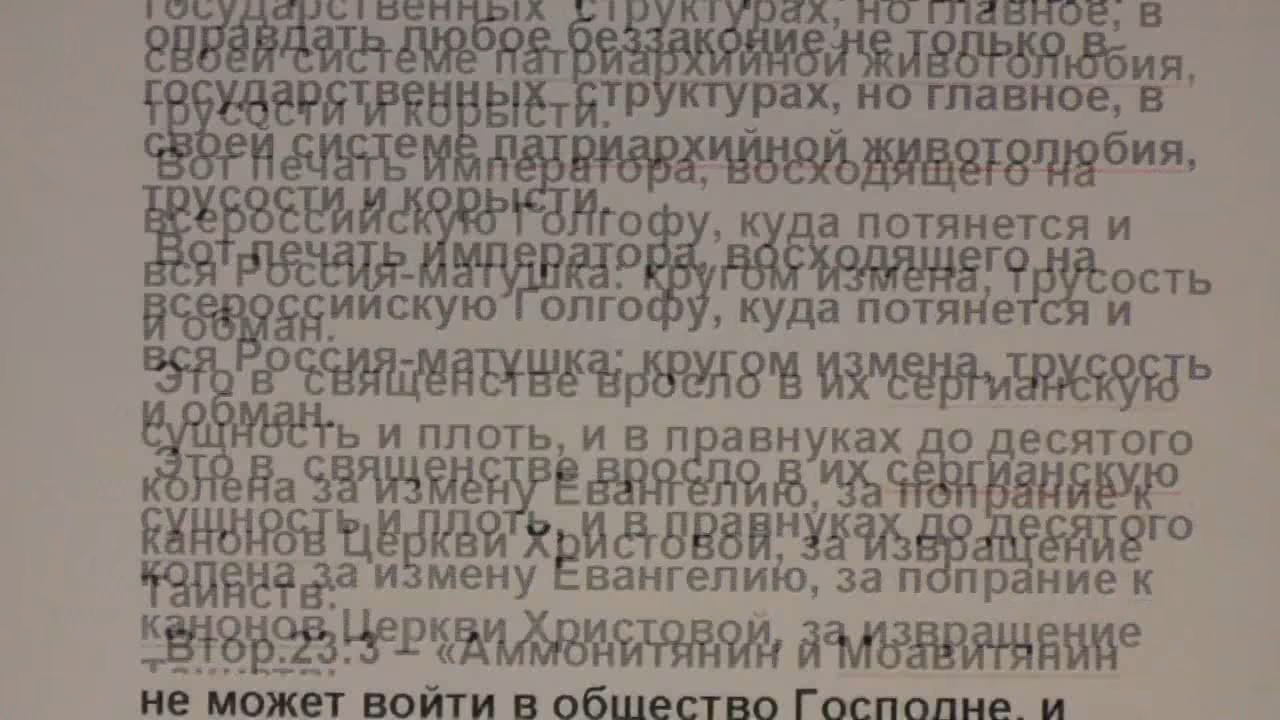 государственных структурах, но главное, в
оправдать любое беззаконие не только в
своей системе патриархийной животолюбия,
государственных структурах, но главное, в
трусости и корысти.
своей системе патриархийной животолюбия,
Вот печать императора, восходящего на
трусости и корысти.
всероссийскую Голгофу, куда потянется и
Вот печать императора, восходящего на
вся Россия-матушка: кругом измена, трусость
всероссийскую Голгофу, куда потянется и
и обман.
вся Россия-матушка: кругом измена, трусость
Это в священстве вросло в их сергианскую
и обман.
сущность и плоть, и в правнуках до десятого
Это в священстве вросло в их сергианскую
колена за измену Евангелию, за попрание к
сущность и плоть, и в правнуках до десятого
канонов Церкви Христовой, за извращение
колена за измену Евангелию, за попрание к
Таинств:
канонов Церкви Христовой, за извращение
Втор.23:3 – «Аммонитянин и Моавитянин
не может войти в общество Господне, и